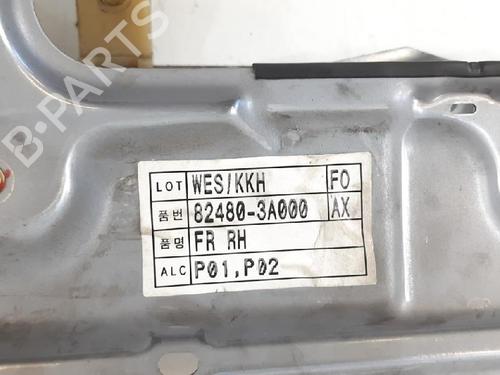 LOT WES/KKH FO
품번 82480-3A000 AX
품명 FR RH
ALC P01,P02
B-PARTS